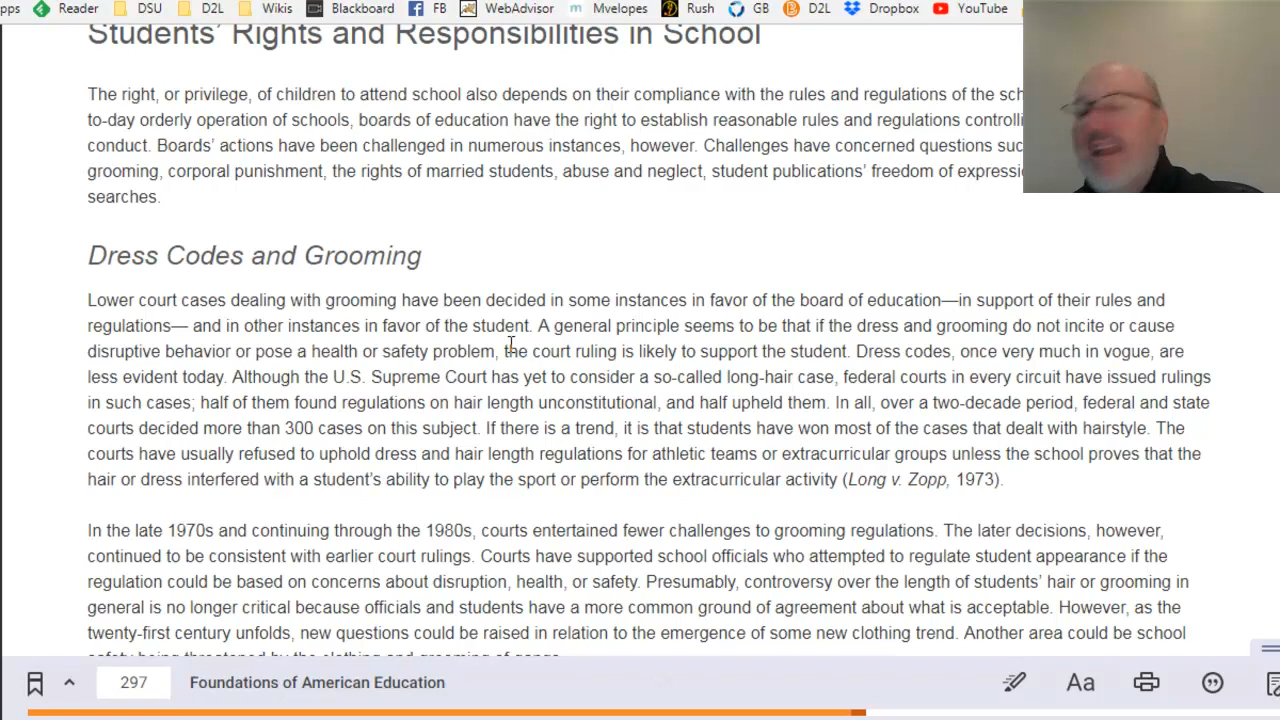 pps Reader DSU D2L Wikis Blackboard FB WebAdvisor Mvelopes Rush GB D2L Dropbox YouTube
Students' Rights and Responsibilities in School
The right, or privilege, of children to attend school also depends on their compliance with the rules and regulations of the sch
to-day orderly operation of schools, boards of education have the right to establish reasonable rules and regulations controlli
conduct. Boards' actions have been challenged in numerous instances, however. Challenges have concerned questions suc
grooming, corporal punishment, the rights of married students, abuse and neglect, student publications' freedom of expressi
searches.
Dress Codes and Grooming
Lower court cases dealing with grooming have been decided in some instances in favor of the board of education—in support of their rules and
regulations— and in other instances in favor of the student. A general principle seems to be that if the dress and grooming do not incite or cause
disruptive behavior or pose a health or safety problem, the court ruling is likely to support the student. Dress codes, once very much in vogue, are
less evident today. Although the U.S. Supreme Court has yet to consider a so-called long-hair case, federal courts in every circuit have issued rulings
in such cases; half of them found regulations on hair length unconstitutional, and half upheld them. In all, over a two-decade period, federal and state
courts decided more than 300 cases on this subject. If there is a trend, it is that students have won most of the cases that dealt with hairstyle. The
courts have usually refused to uphold dress and hair length regulations for athletic teams or extracurricular groups unless the school proves that the
hair or dress interfered with a student's ability to play the sport or perform the extracurricular activity (Long v. Zopp, 1973).
In the late 1970s and continuing through the 1980s, courts entertained fewer challenges to grooming regulations. The later decisions, however,
continued to be consistent with earlier court rulings. Courts have supported school officials who attempted to regulate student appearance if the
regulation could be based on concerns about disruption, health, or safety. Presumably, controversy over the length of students' hair or grooming in
general is no longer critical because officials and students have a more common ground of agreement about what is acceptable. However, as the
twenty-first century unfolds, new questions could be raised in relation to the emergence of some new clothing trend. Another area could be school
safety being threatened by the clothing and grooming of gangs.
297 Foundations of American Education Aa